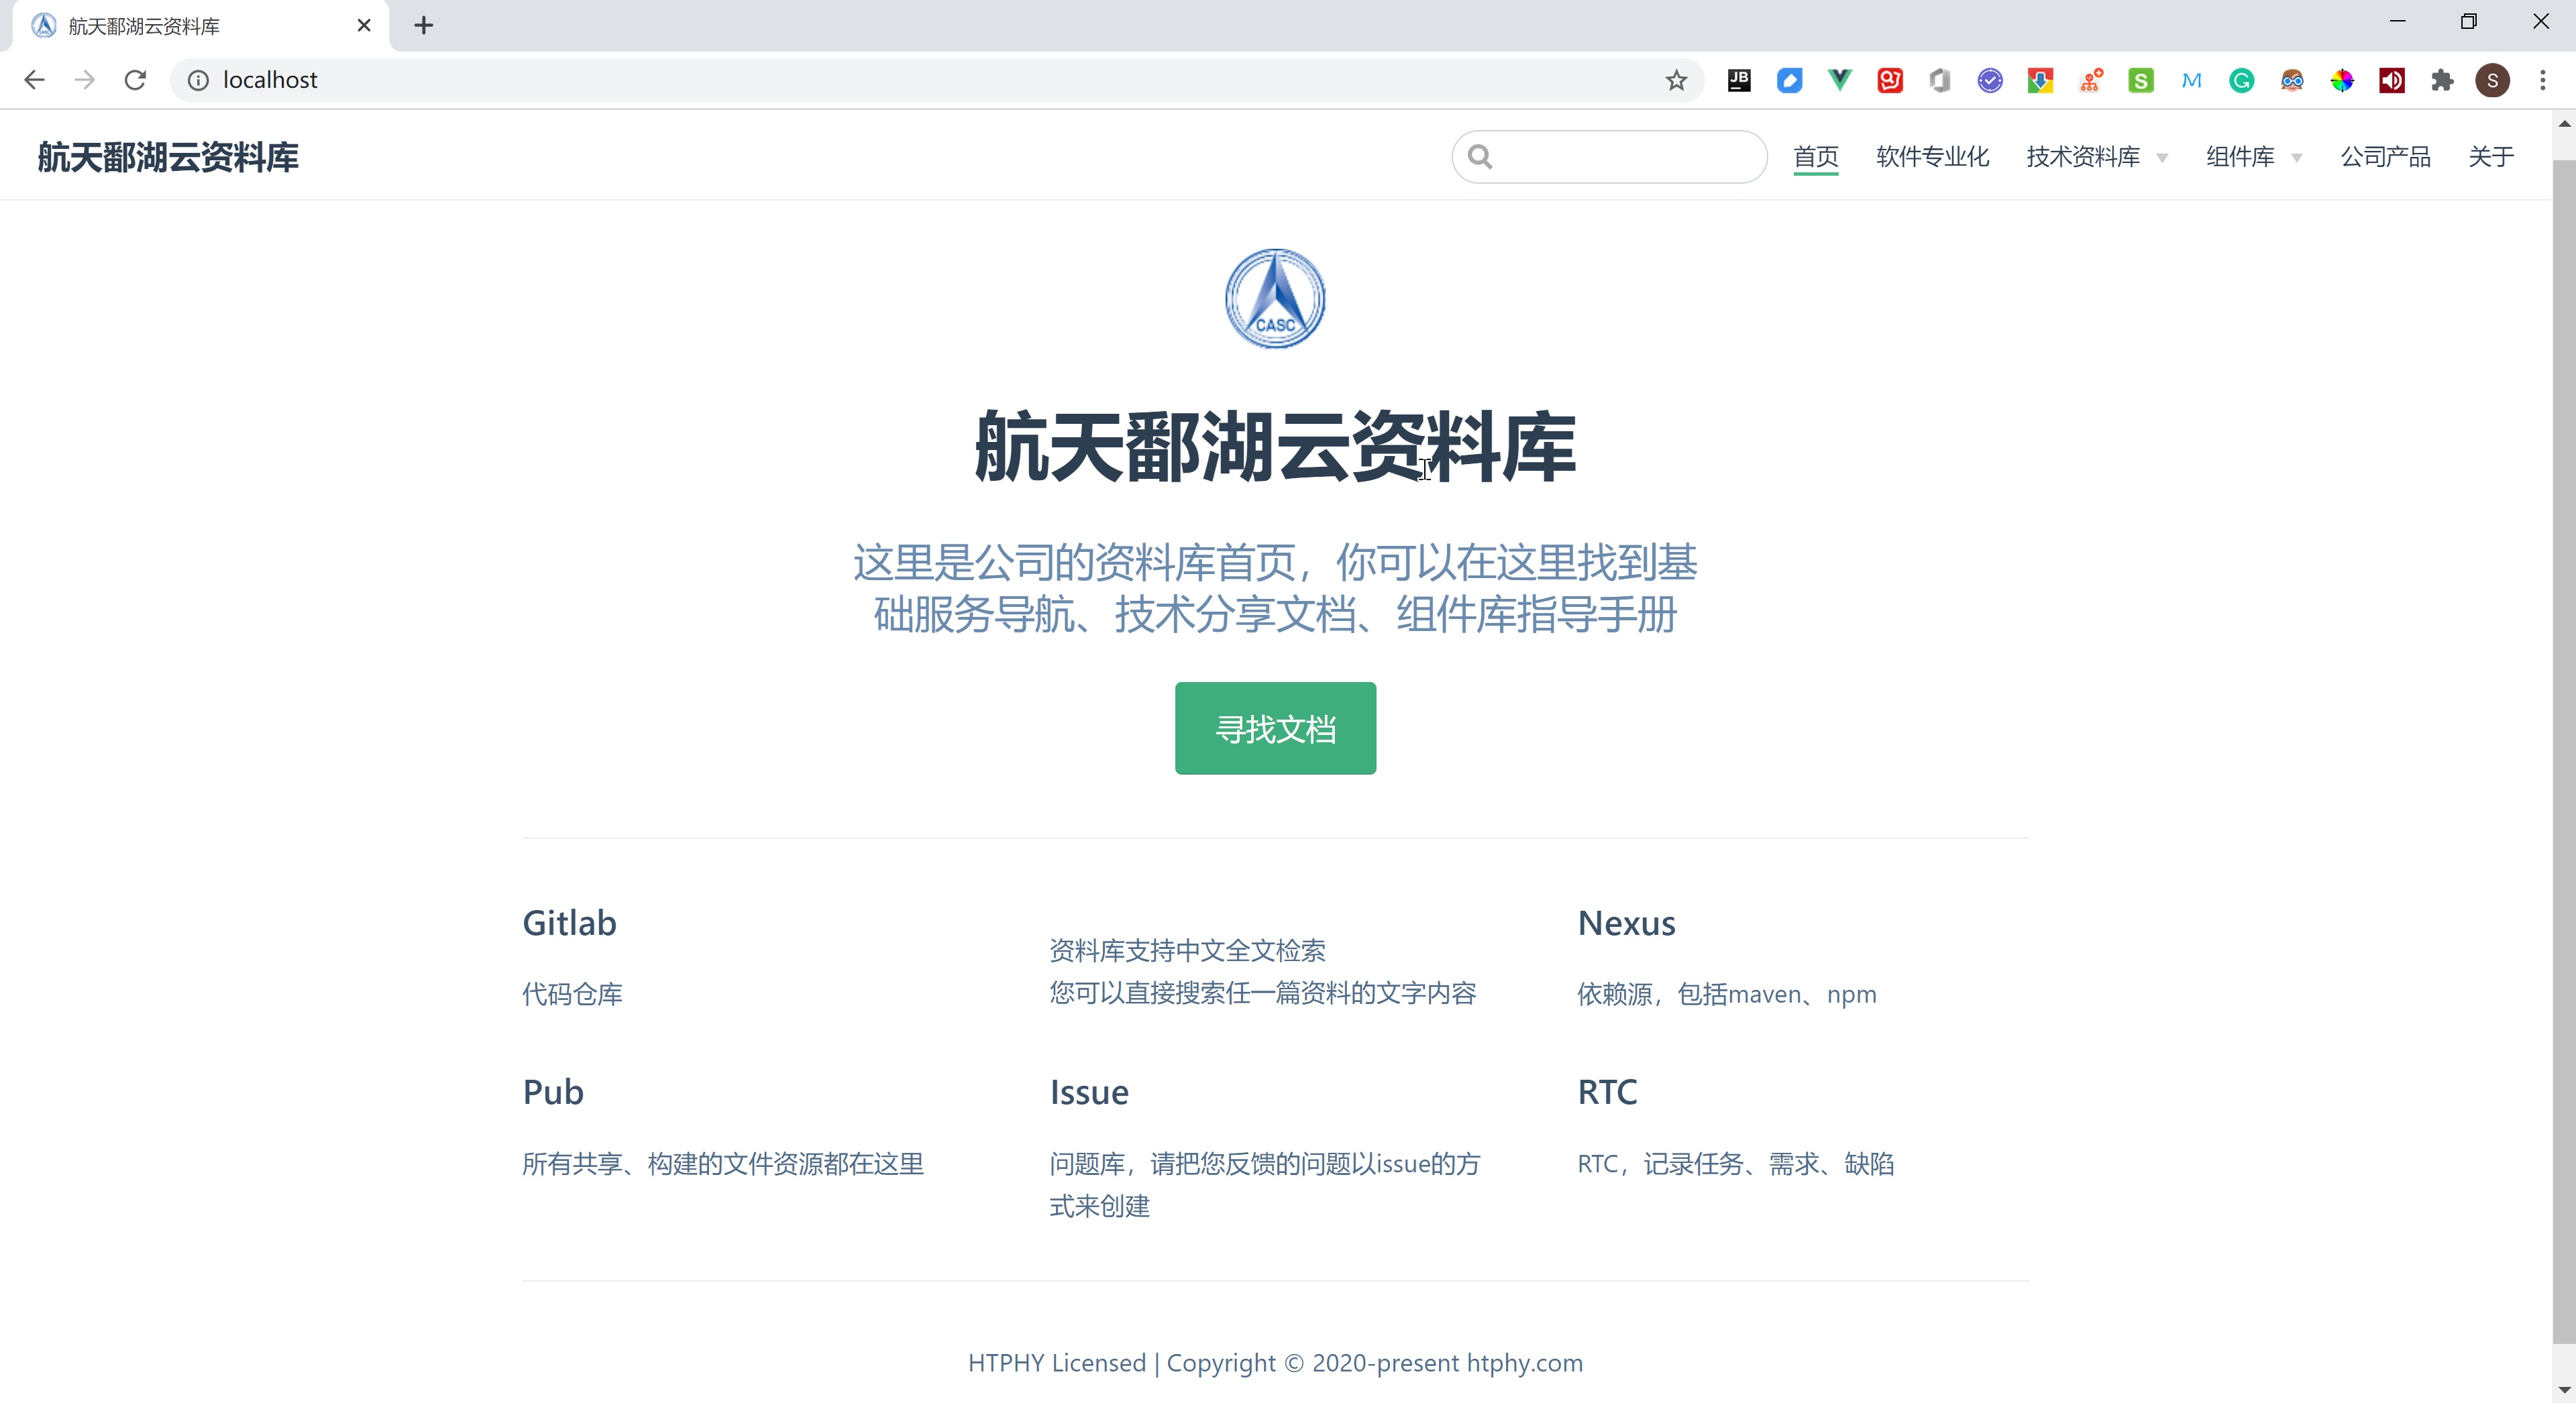 航天鄱湖云资料库
localhost
JB
S
M
G
S
航天鄱湖云资料库
首页
软件专业化
技术资料库
组件库
公司产品
关于
CASC
航天鄱湖云资料库
这里是公司的资料库首页，你可以在这里找到基
础服务导航、技术分享文档、组件库指导手册
寻找文档
Gitlab
代码仓库
资料库支持中文全文检索
您可以直接搜索任一篇资料的文字内容
Nexus
依赖源，包括maven、npm
Pub
所有共享、构建的文件资源都在这里
Issue
问题库，请把您反馈的问题以issue的方
式来创建
RTC
RTC，记录任务、需求、缺陷
HTPHY Licensed | Copyright © 2020-present htphy.com